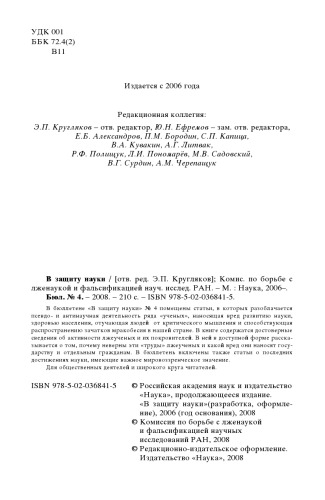 УДК 001
ББК 72.4(2)
В11
Издается с 2006 года
Редакционная коллегия:
Э.П. Кругляков – отв. редактор, Ю.Н. Ефремов – зам. отв. редактора,
Е.Б. Александров, П.М. Бородин, С.П. Капица,
В.А. Кувакин, А.Г. Литвак,
Р.Ф. Полищук, Л.И. Пономарёв, М.В. Садовский,
В.Г. Сурдин, А.М. Черепащук
В защиту науки / [отв. ред. Э.П. Кругляков]; Комис. по борьбе с
лженаукой и фальсификацией науч. исслед. РАН. – М. : Наука, 2006–.
Бюл. № 4. – 2008. – 210 с. – ISBN 978-5-02-036841-5.
В бюллетене «В защиту науки» № 4 помещены статьи, в которых разоблачается
псевдо- и антинаучная деятельность ряда «ученых», наносящая вред развитию науки,
здоровью населения, отучающая людей от критического мышления и способствующая
распространению зачатков мракобесия в нашей стране. В книге содержатся достоверные
сведения об активности лжеученых и их покровителей. В ней в доступной форме расска-
зывается о том, почему неверны эти «труды» лжеученых и какой вред они наносят госу-
дарству и отдельным гражданам. В бюллетень включены также статьи о последних
достижениях науки, имеющие важное мировоззренческое значение.
Для общественных деятелей и широкого круга читателей.
ISBN 978-5-02-036841-5
© Российская академия наук и издательство
«Наука», продолжающееся издание.
«В защиту науки»(разработка, оформле-
ние), 2006 (год основания), 2008
© Комиссия по борьбе с лженаукой
и фальсификацией научных
исследований РАН, 2008
© Редакционно-издательское оформление.
Издательство «Наука», 2008